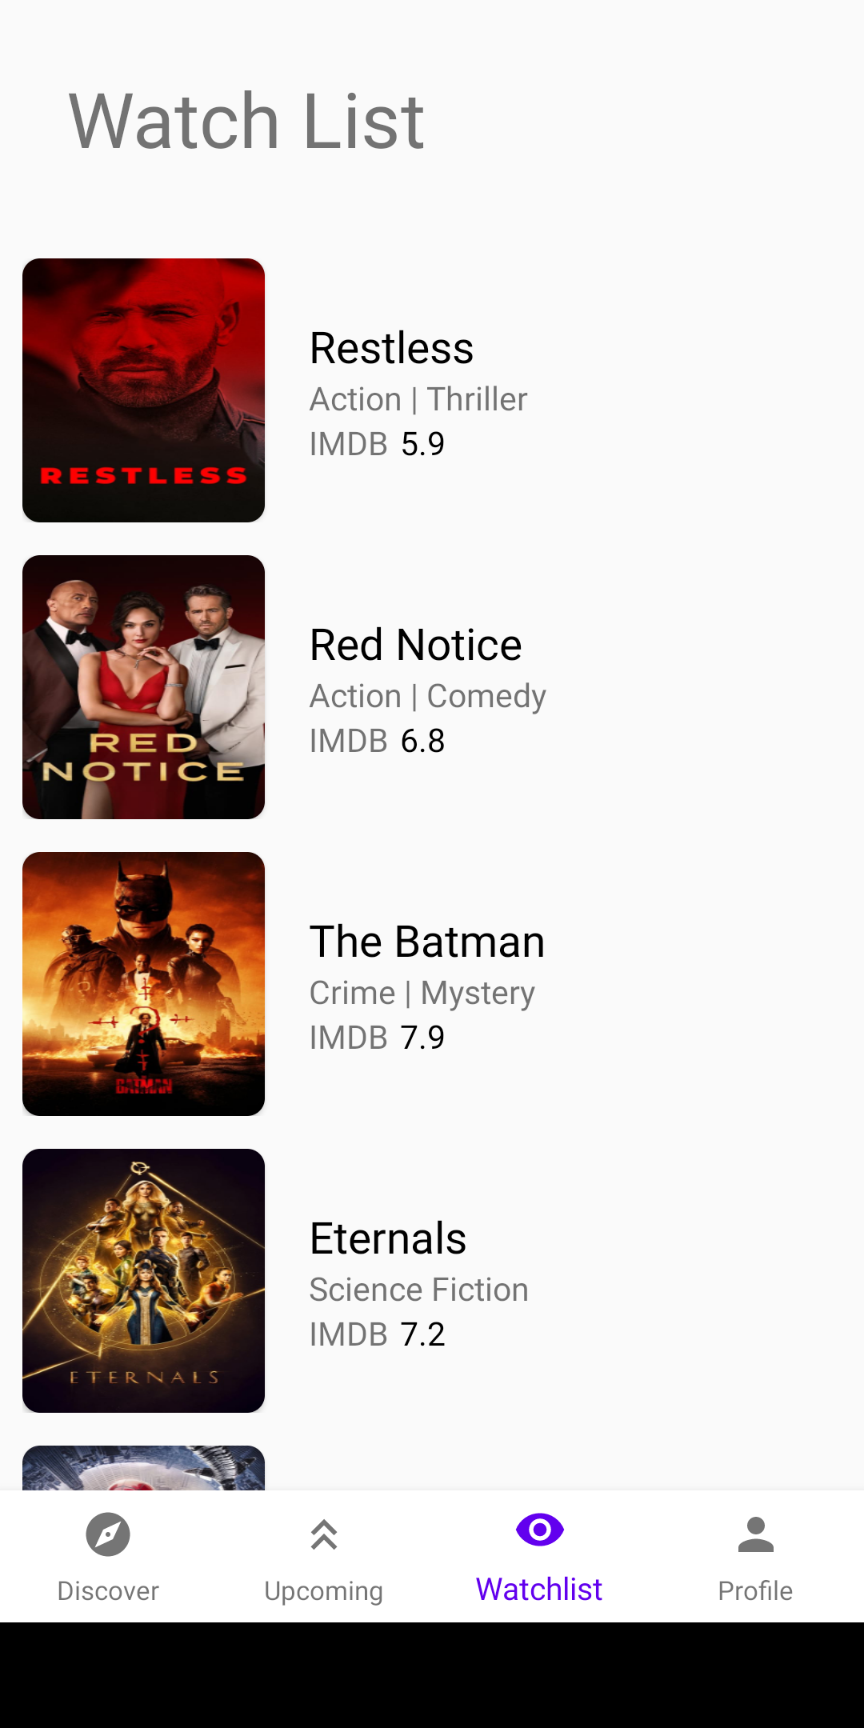 Watch List
RESTLESS
Restless
Action | Thriller
IMDB 5.9
RED
NOTICE
Red Notice
Action | Comedy
IMDB 6.8
BATMAN
The Batman
Crime | Mystery
IMDB 7.9
ETERNALS
Eternals
Science Fiction
IMDB 7.2
Discover
Upcoming
Watchlist
Profile